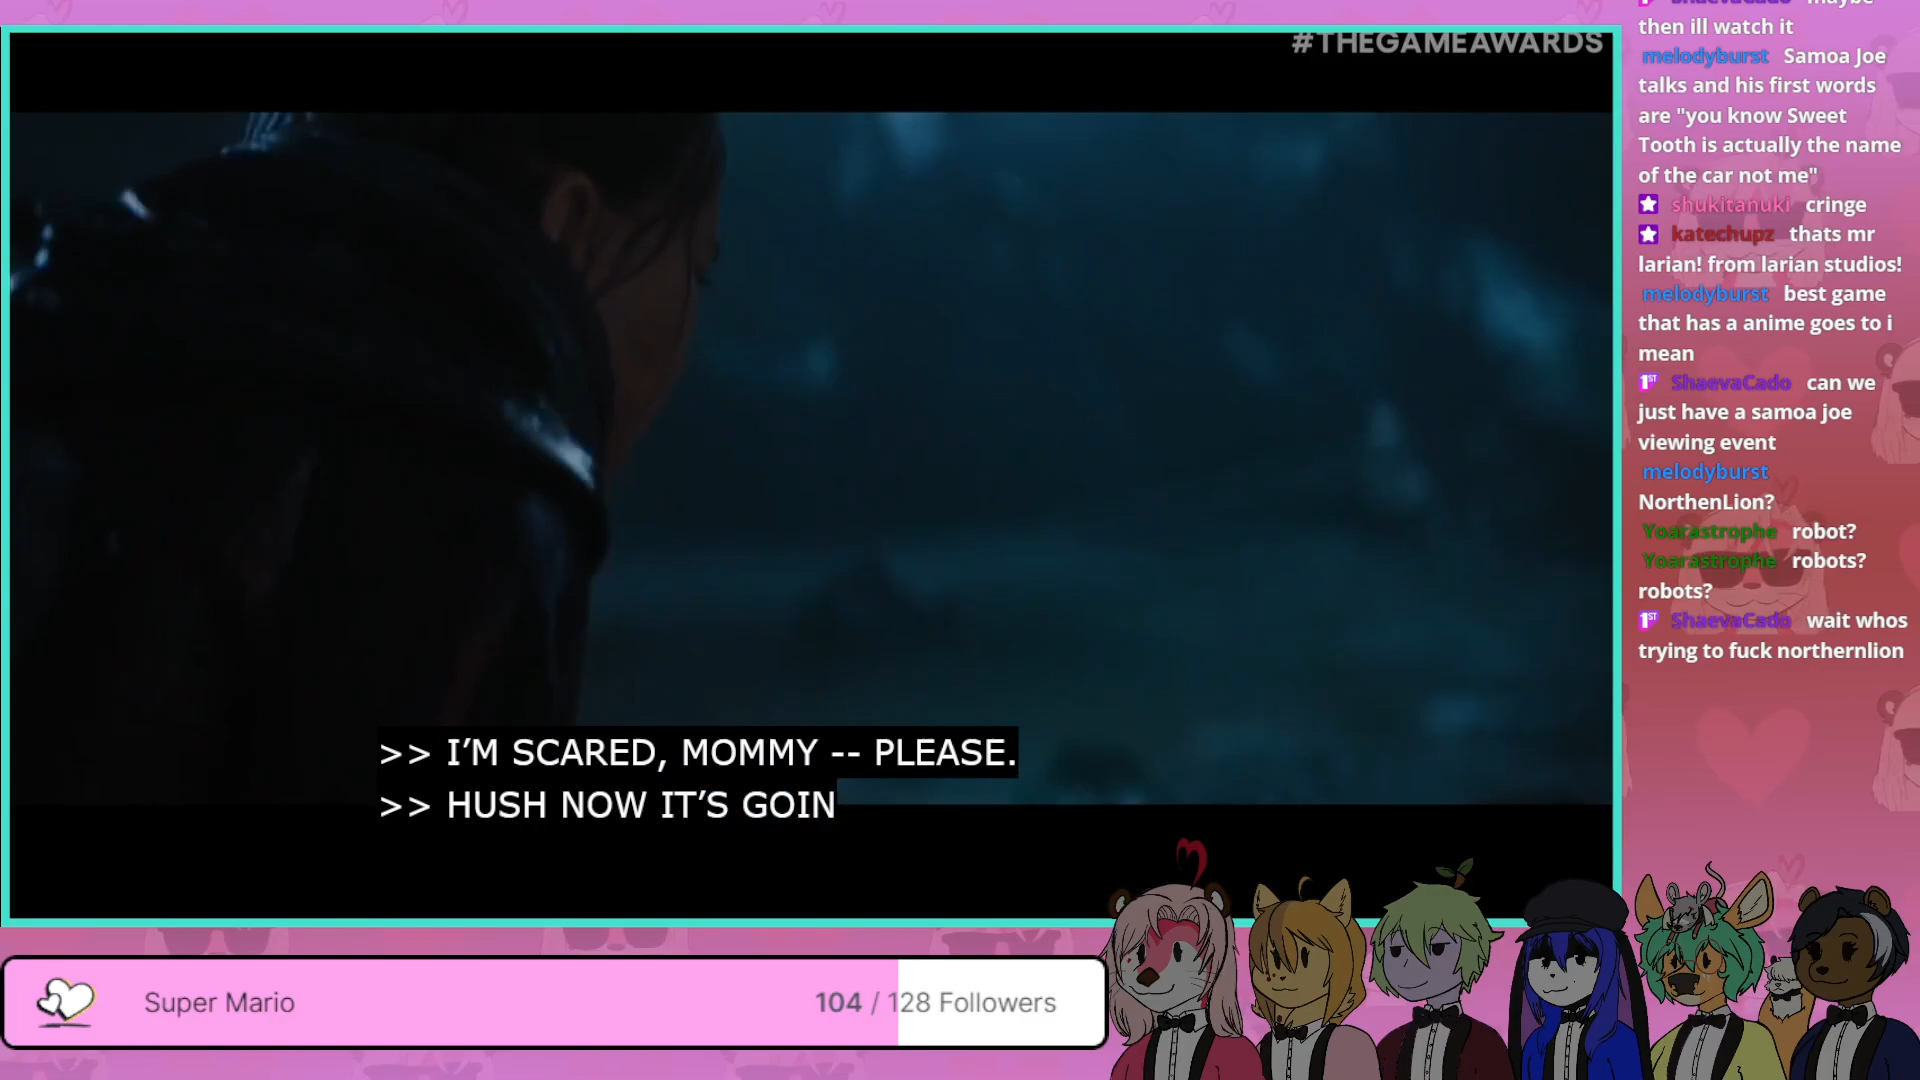 #THEGAMEAWARDS
>> I'M SCARED, MOMMY -- PLEASE.
>> HUSH NOW IT'S GOIN
Super Mario
104 / 128 Followers
ShaevaCado maybe
then ill watch it
melodyburst Samoa Joe
talks and his first words
are "you know Sweet
Tooth is actually the name
of the car not me"
shukitanuki cringe
katechupz thats mr
larian! from larian studios!
melodyburst best game
that has a anime goes to i
mean
1ST ShaevaCado can we
just have a samoa joe
viewing event
melodyburst
NorthenLion?
Yoarastrophe robot?
Yoarastrophe robots?
robots?
1ST ShaevaCado wait whos
trying to fuck northernlion